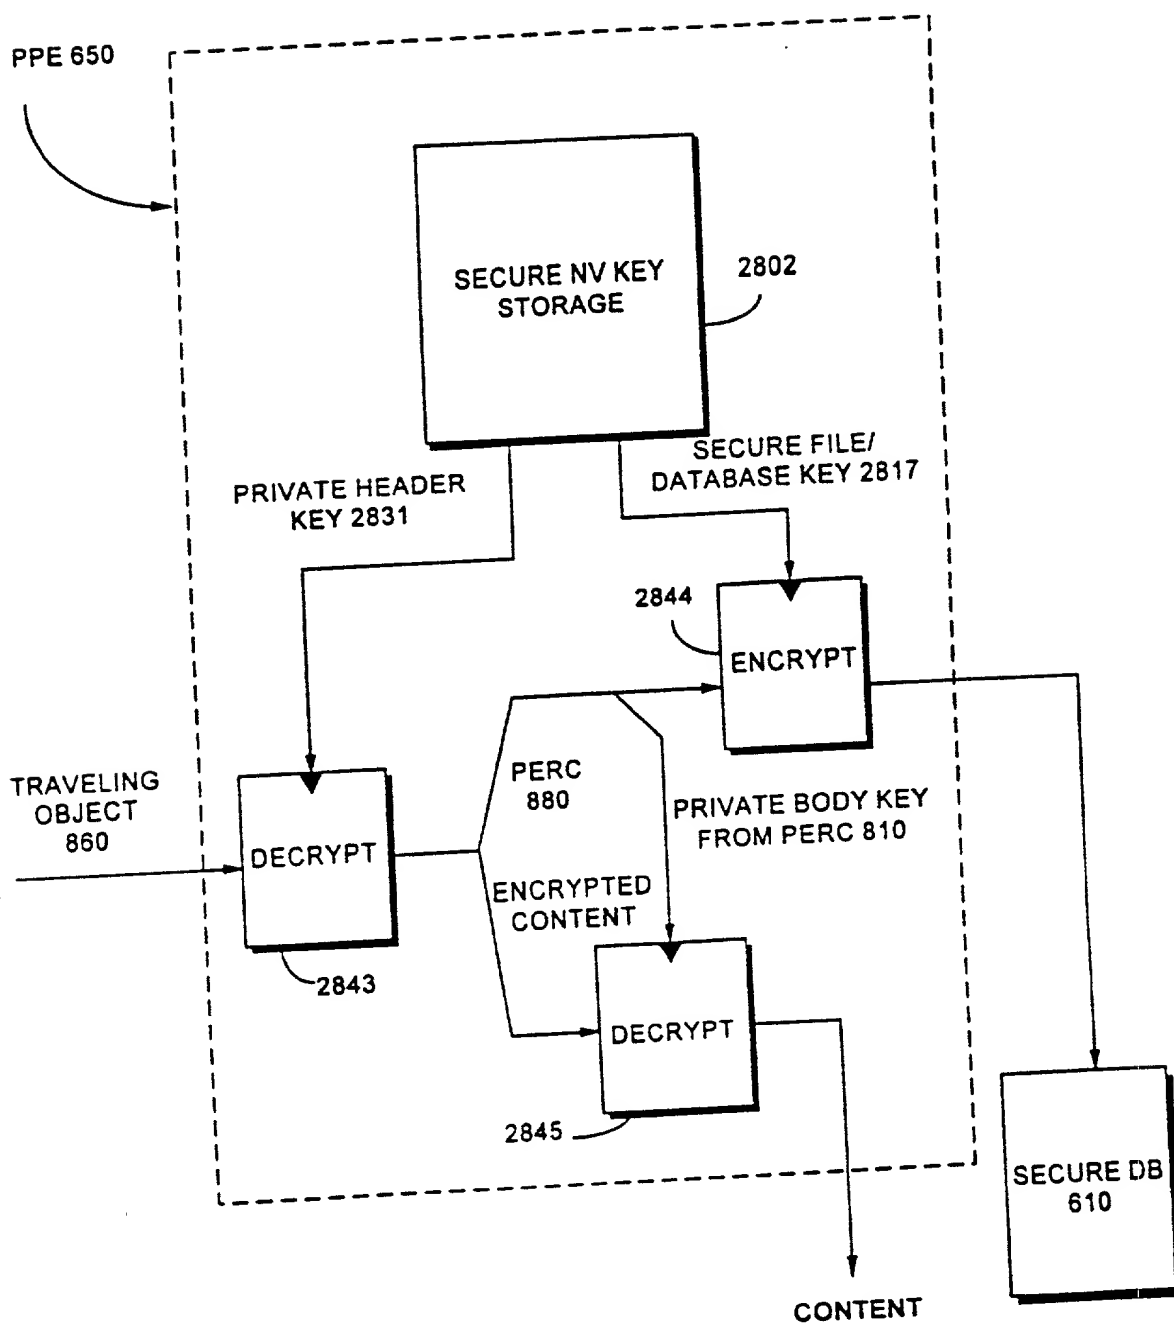 PPE 650
SECURE NV KEY
STORAGE
2802
PRIVATE HEADER
KEY 2831
SECURE FILE/
DATABASE KEY 2817
2844
ENCRYPT
TRAVELING
OBJECT
860
DECRYPT
2843
PERC
880
PRIVATE BODY KEY
FROM PERC 810
ENCRYPTED
CONTENT
DECRYPT
2845
SECURE DB
610
CONTENT